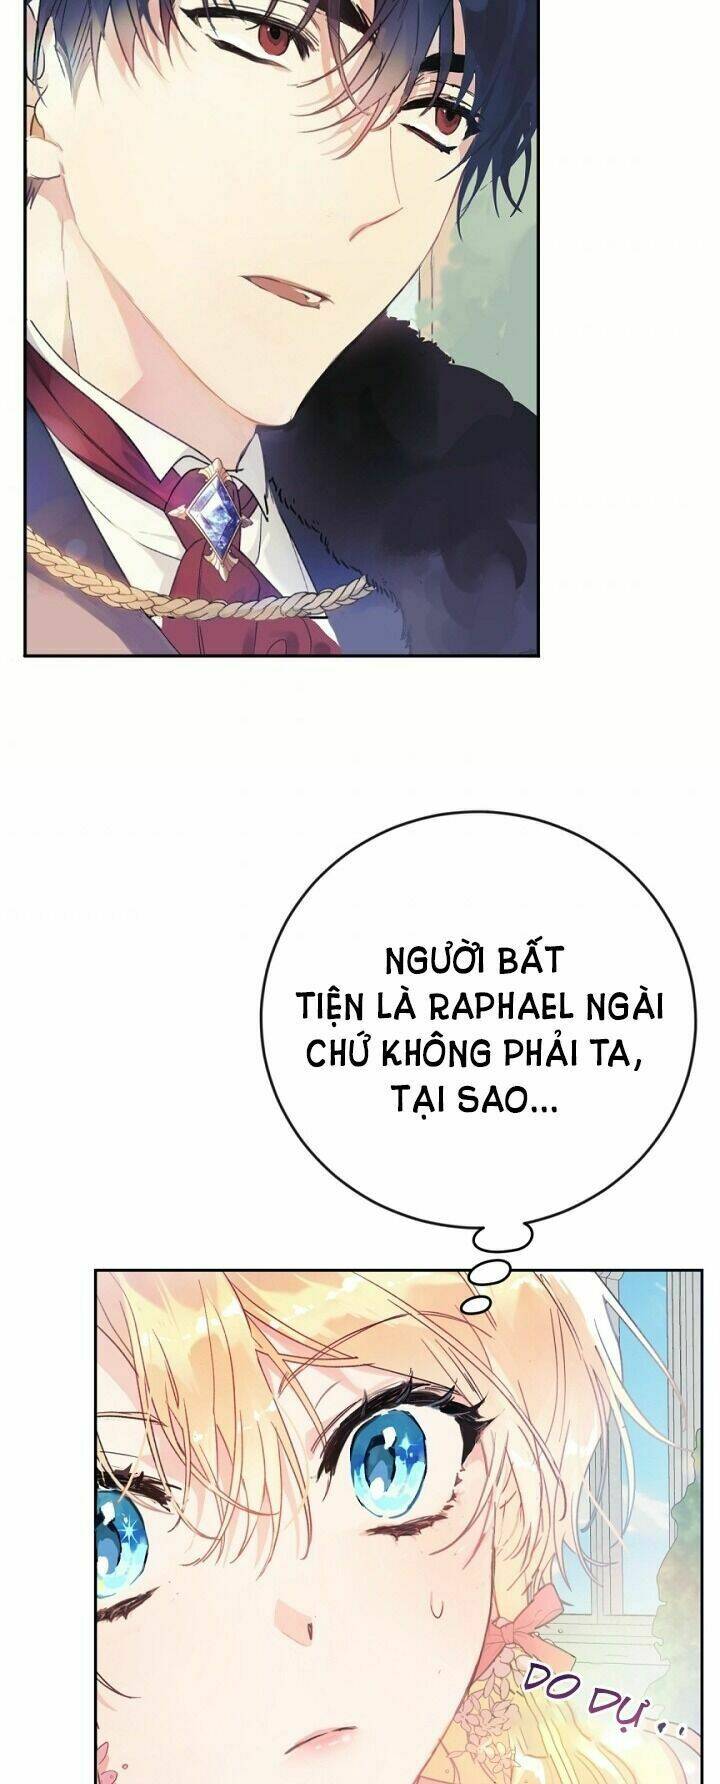 NGƯỜI BẤT
TIỆN LÀ RAPHAEL NGÀI
CHỨ KHÔNG PHẢI TA,
TẠI SAO...
DO DỰ..